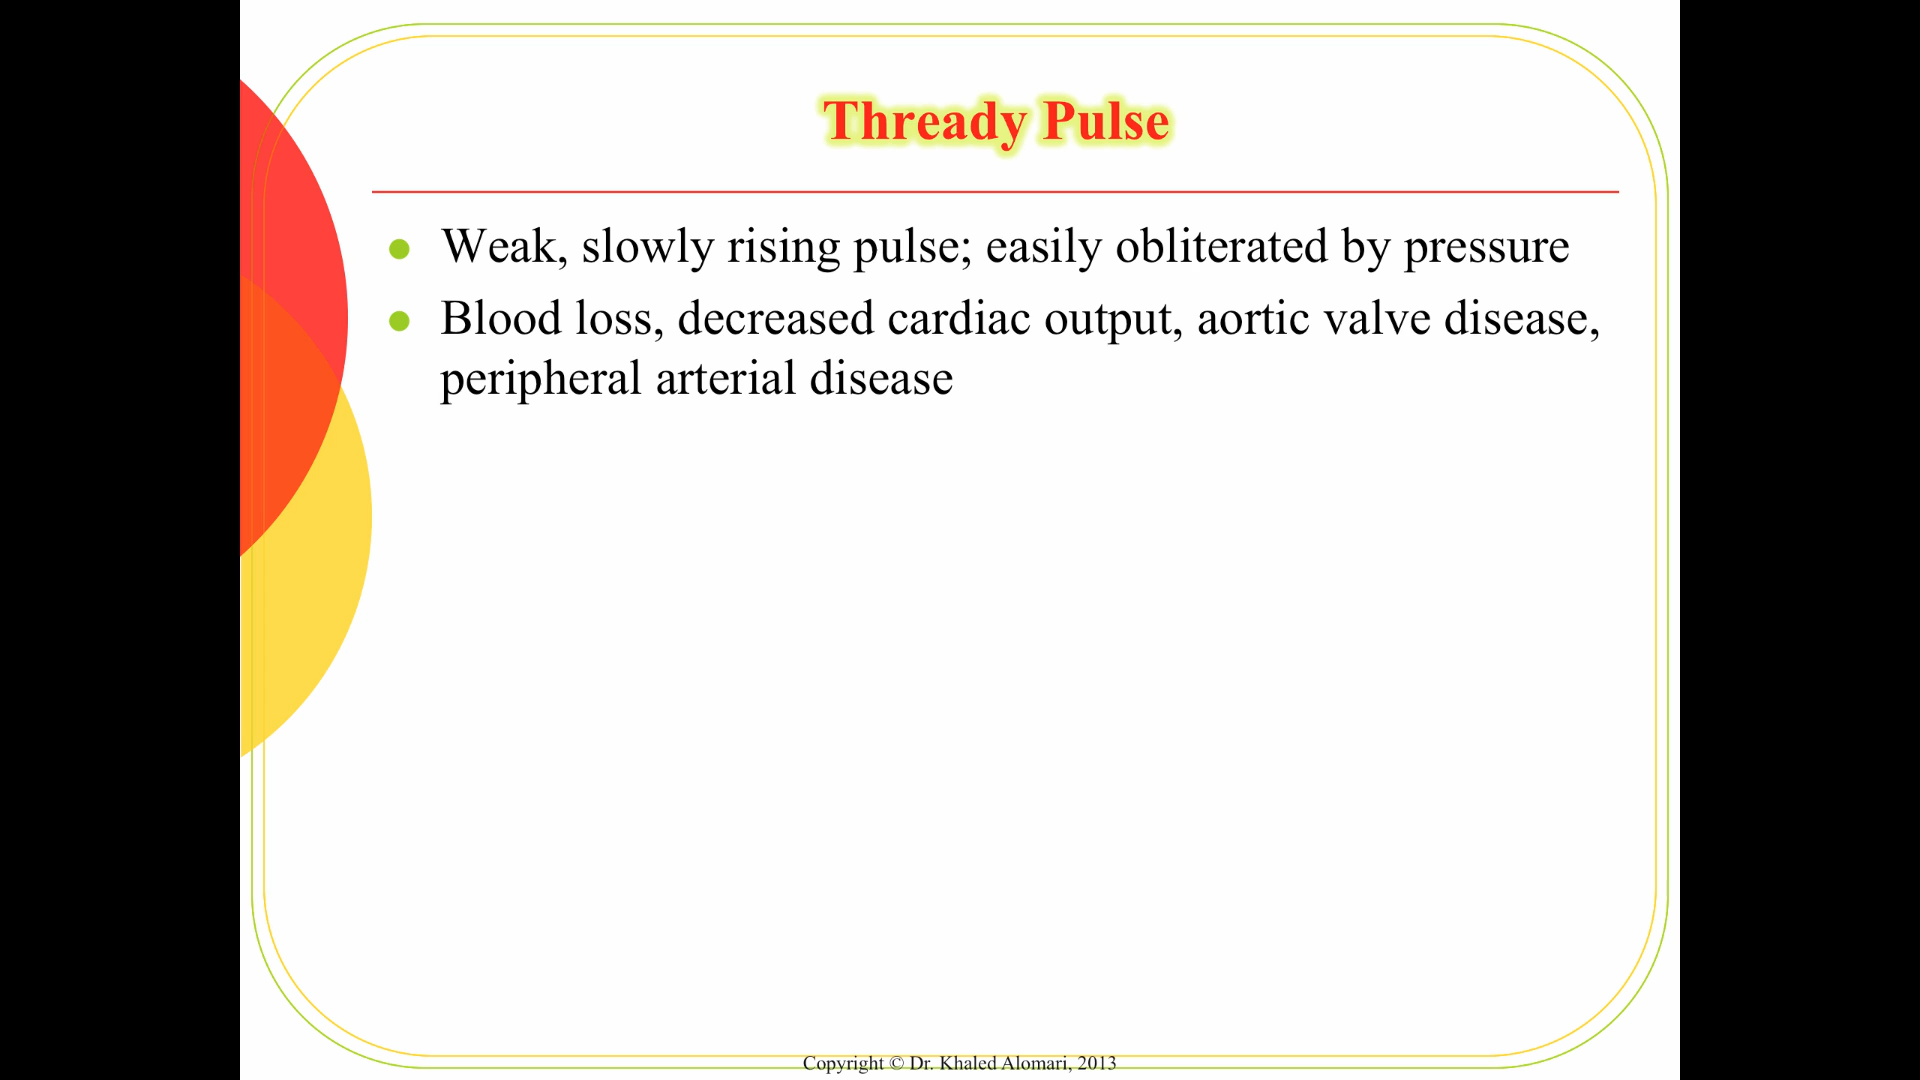 Thready Pulse
Weak, slowly rising pulse; easily obliterated by pressure
Blood loss, decreased cardiac output, aortic valve disease,
peripheral arterial disease
Copyright © Dr. Khaled Alomari, 2013